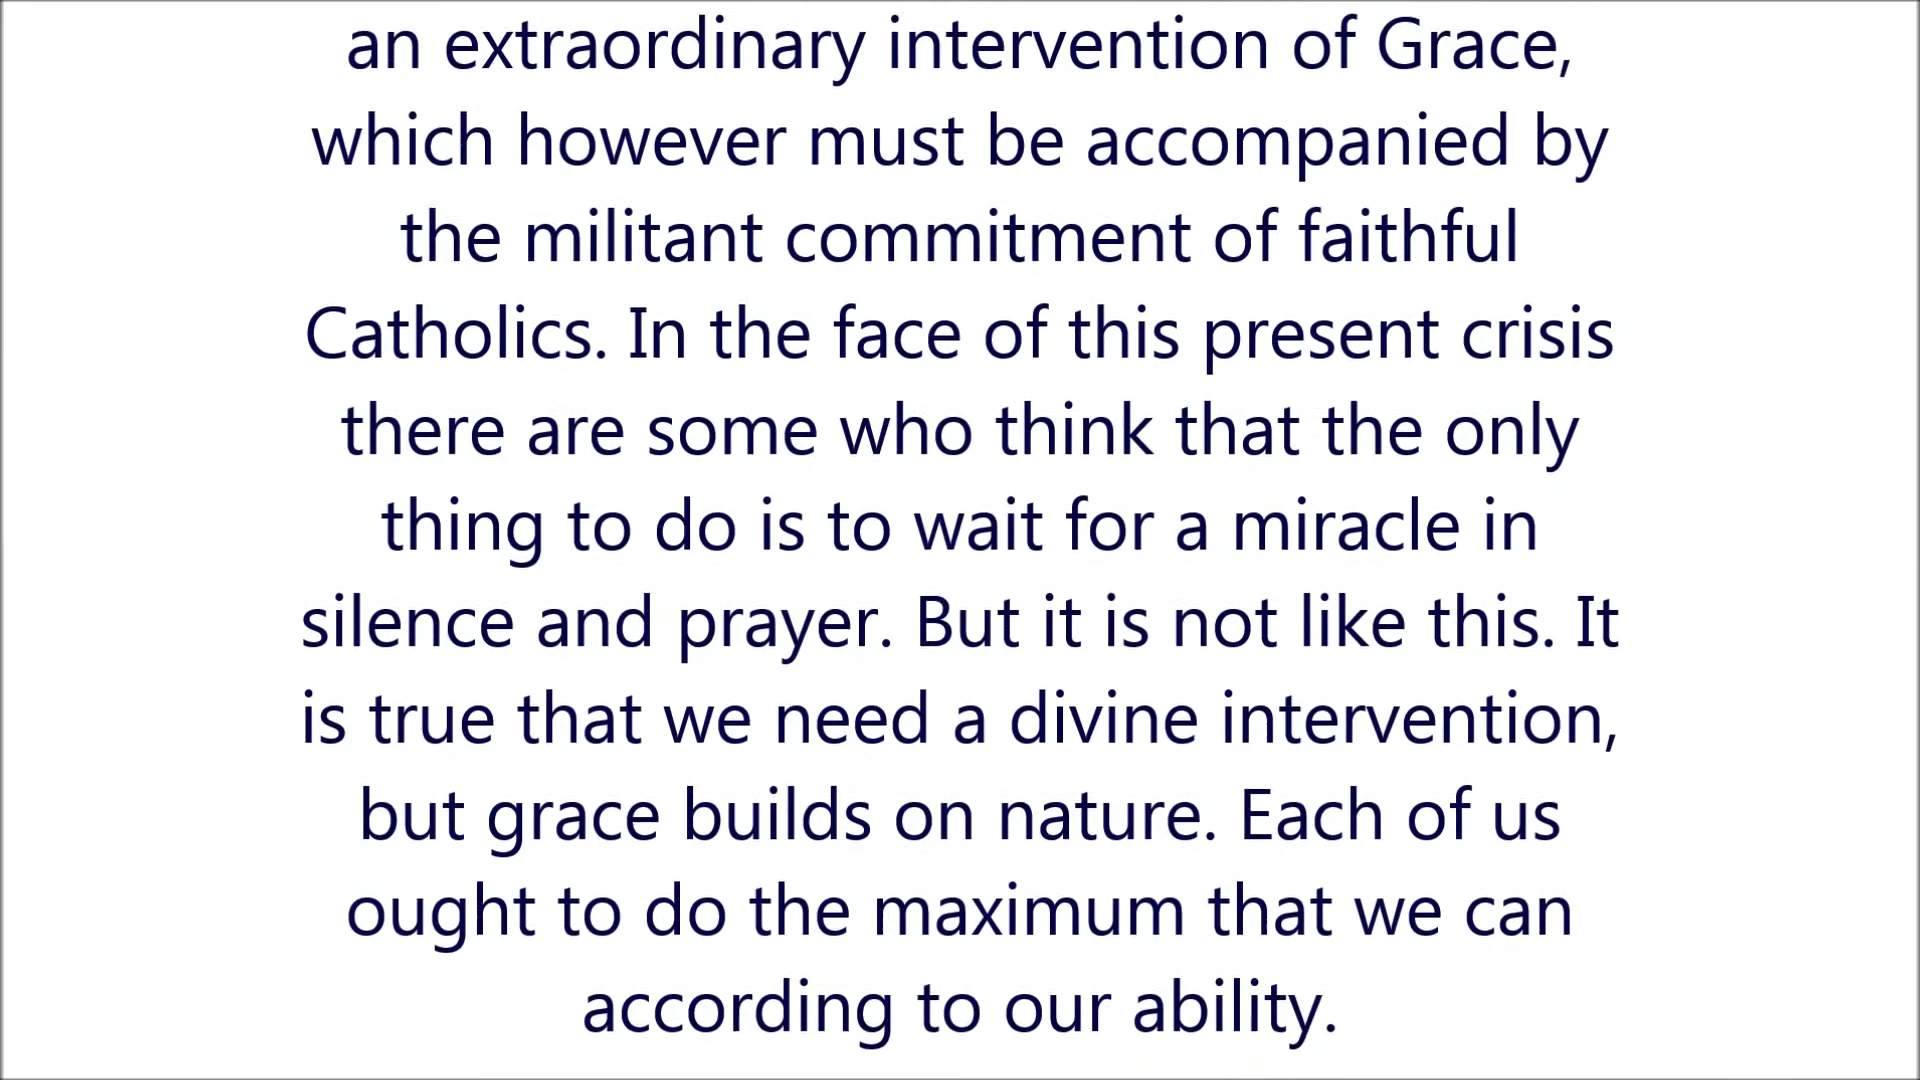 an extraordinary intervention of Grace,
which however must be accompanied by
the militant commitment of faithful
Catholics. In the face of this present crisis
there are some who think that the only
thing to do is to wait for a miracle in
silence and prayer. But it is not like this. It
is true that we need a divine intervention,
but grace builds on nature. Each of us
ought to do the maximum that we can
according to our ability.